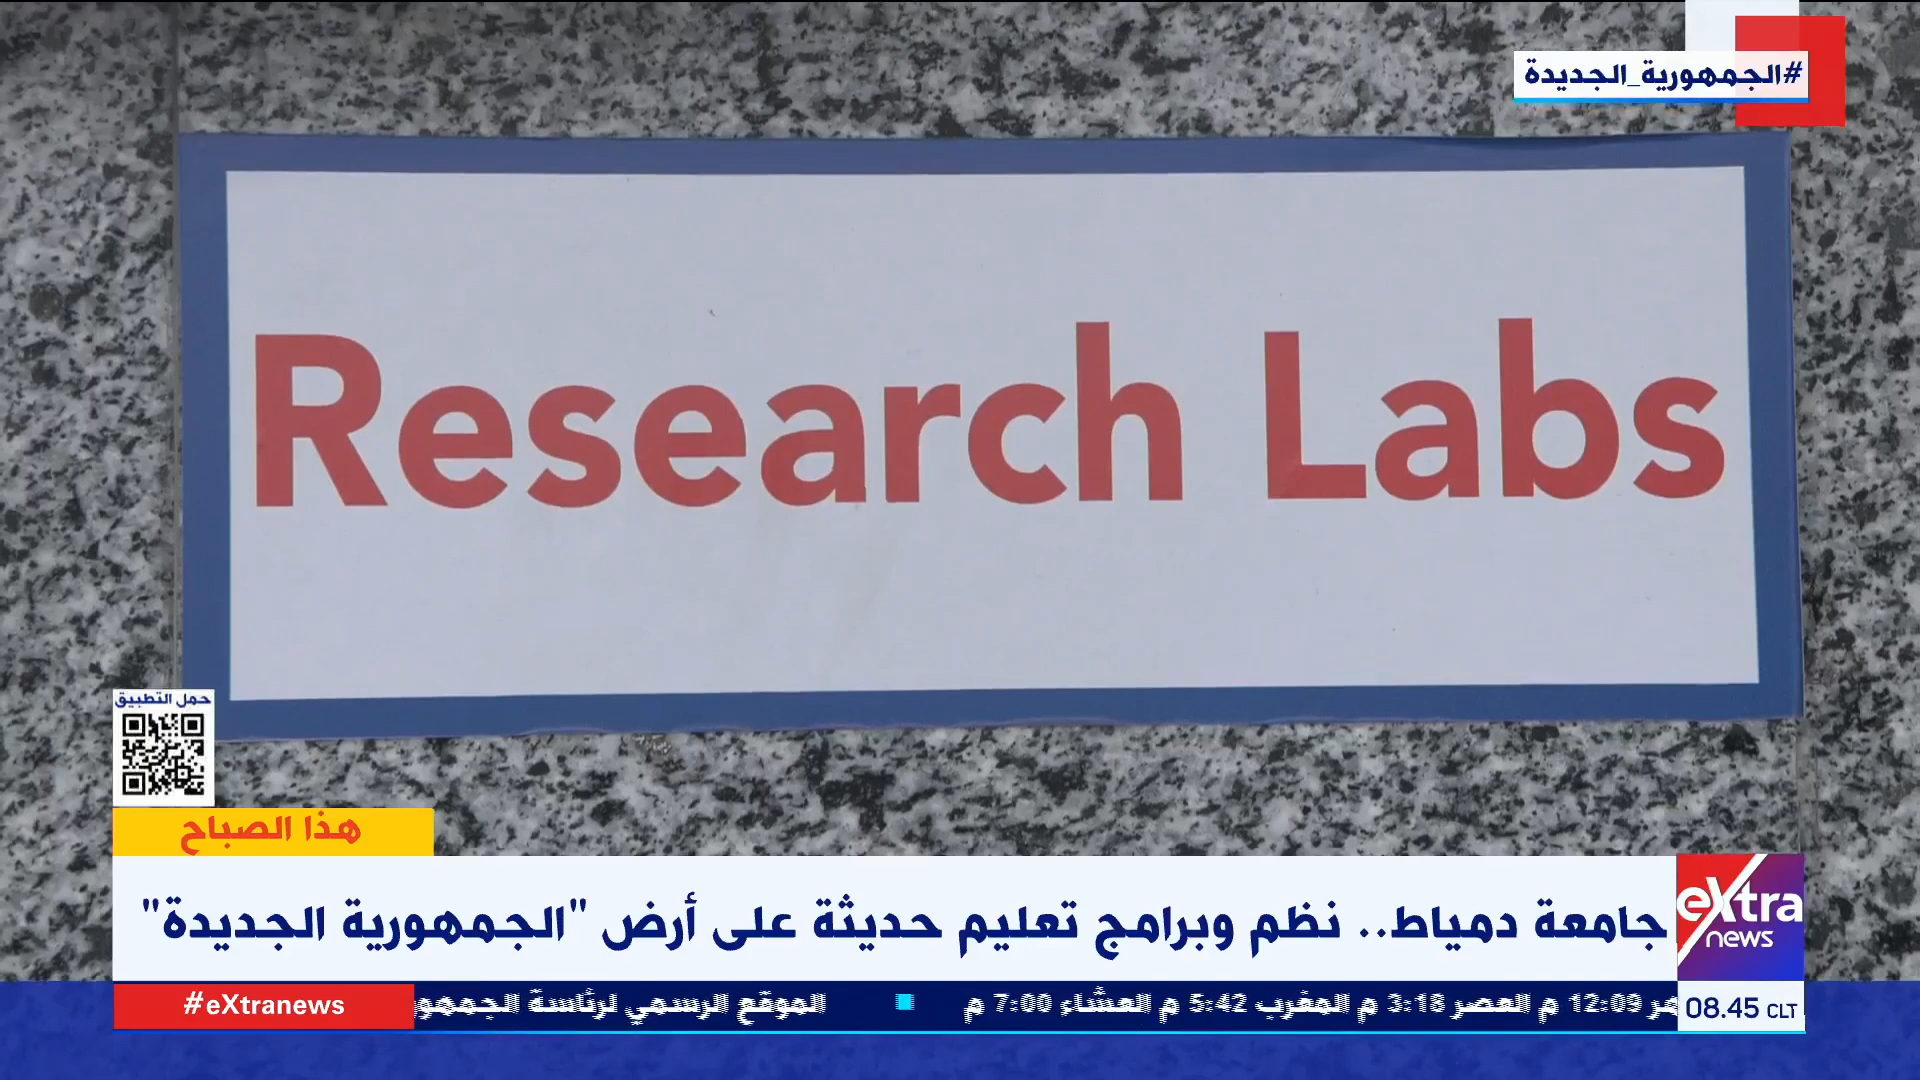 #الجمهورية_الجديدة
Research Labs
حمل التطبيق
هذا الصباح
جامعة دمياط.. نظم وبرامج تعليم حديثة على أرض "الجمهورية الجديدة"
eXtra
news
#eXtranews
12:09 م العصر 3:18 م المغرب 5:42 م العشاء 7:00 م
الموقع الرسمي لرئاسة
08.45 CLT